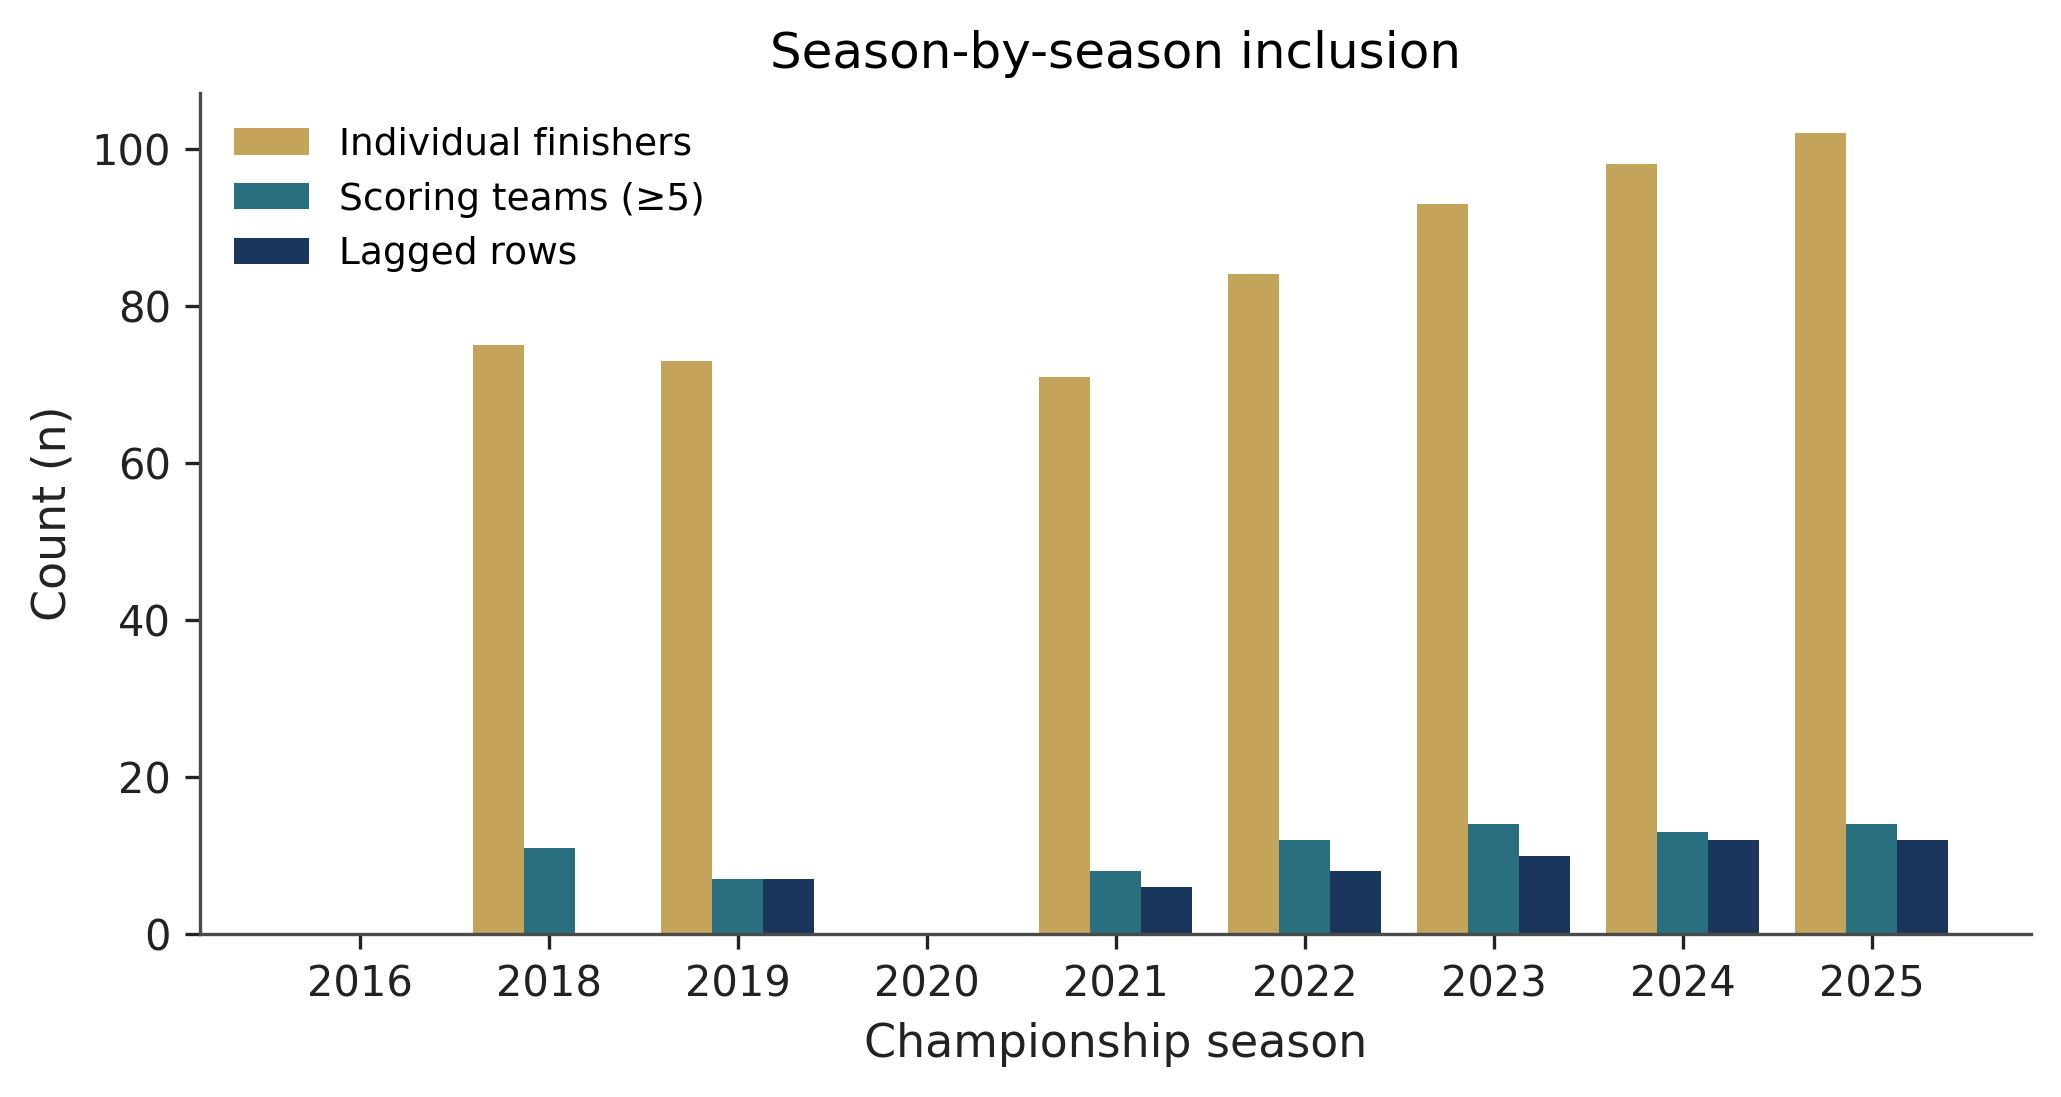 Season-by-season inclusion
Individual finishers
Scoring teams (≥5)
Lagged rows
Count (n)
100
80
60
40
20
0
2016 2018 2019 2020 2021 2022 2023 2024 2025
Championship season